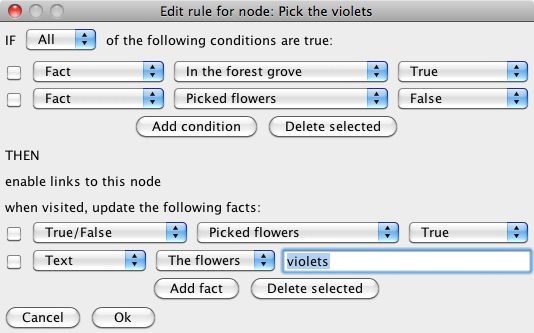 Edit rule for node: Pick the violets
IF All of the following conditions are true:
Fact In the forest grove True
Fact Picked flowers False
Add condition Delete selected
THEN
enable links to this node
when visited, update the following facts:
True/False Picked flowers True
Text The flowers violets
Add fact Delete selected
Cancel Ok